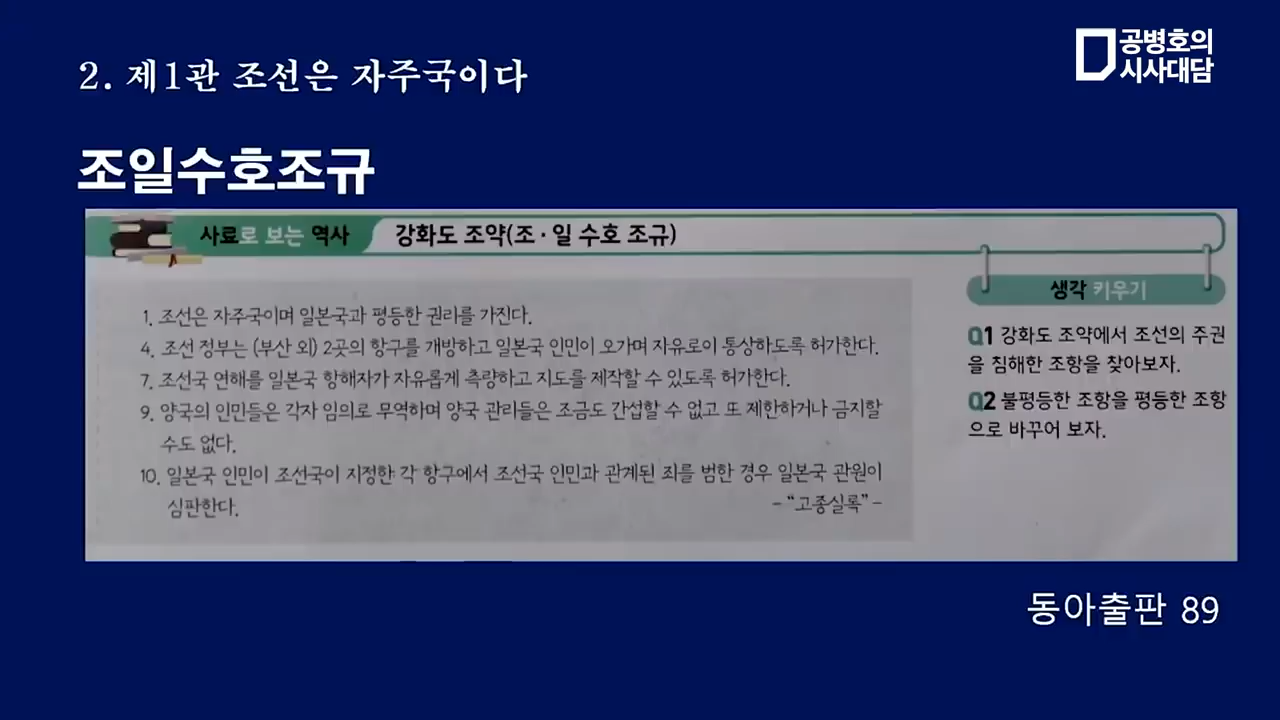 2. 제1관 조선은 자주국이다
공병호의
시사대담
조일수호조규
사료로 보는 역사
강화도 조약(조·일 수호 조규)
1. 조선은 자주국이며 일본국과 평등한 권리를 가진다.
4. 조선 정부는 (부산 외) 2곳의 항구를 개방하고 일본국 인민이 오가며 자유로이 통상하도록 허가한다.
7. 조선국 연해를 일본국 항해자가 자유롭게 측량하고 지도를 제작할 수 있도록 허가한다.
9. 양국의 인민들은 각자 임의로 무역하며 양국 관리들은 조금도 간섭할 수 없고 또 제한하거나 금지할
수도 없다.
10. 일본국 인민이 조선국이 지정한 각 항구에서 조선국 인민과 관계된 죄를 범한 경우 일본국 관원이
심판한다.
-“고종실록”-
생각 키우기
Q1 강화도 조약에서 조선의 주권
을 침해한 조항을 찾아보자.
Q2 불평등한 조항을 평등한 조항
으로 바꾸어 보자.
동아출판 89